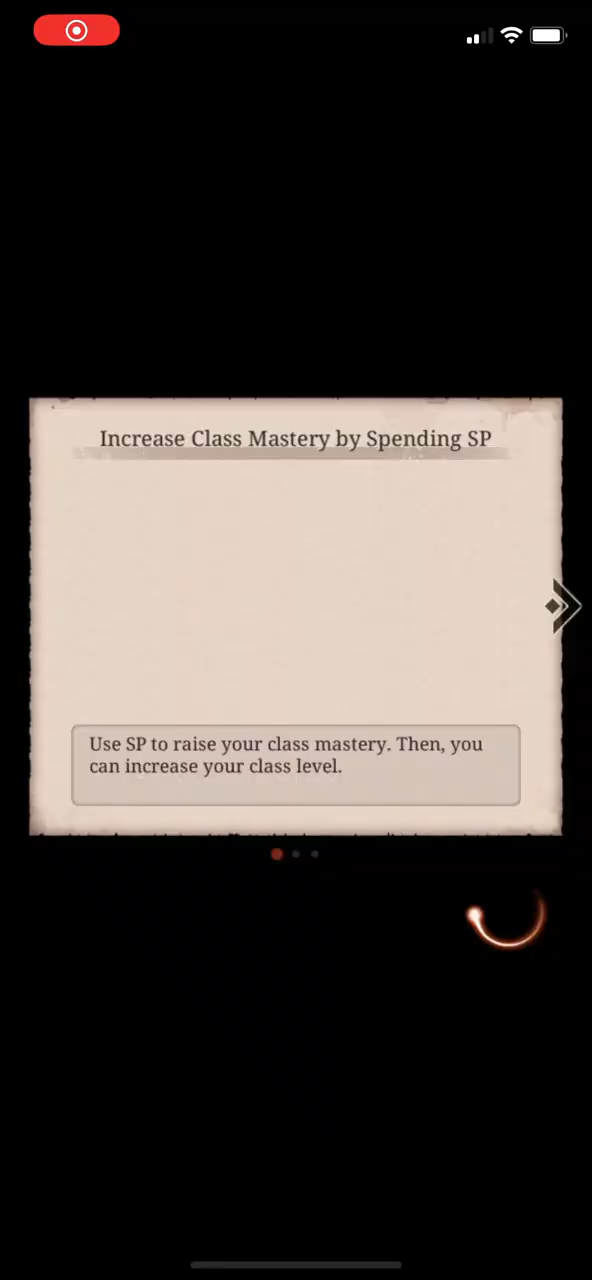 Increase Class Mastery by Spending SP
Use SP to raise your class mastery. Then, you
can increase your class level.